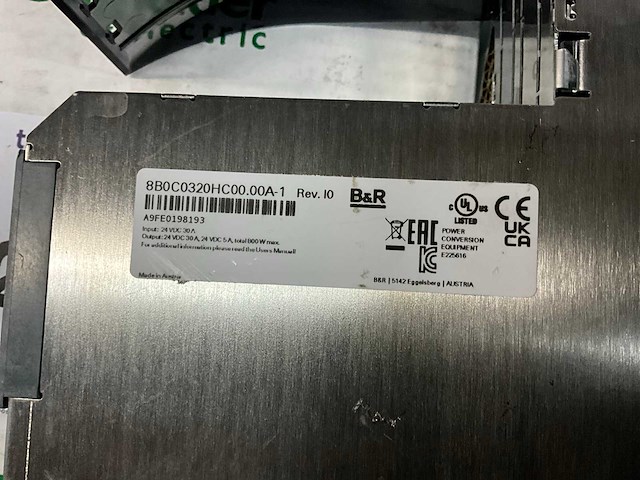 ectric
8B0C0320HC00.00A-1 Rev. I0 B&R
A9FE0198193
Input: 24 VDC 30 A
Output: 24 VDC 30 A, 24 VDC 5 A, total 800 W max.
For additional information please read the Users Manual!
Made in Austria
C UL US
LISTED
CE
EAC
POWER
CONVERSION
EQUIPMENT
E225616
UK
CA
B&R | 5142 Eggelsberg | AUSTRIA